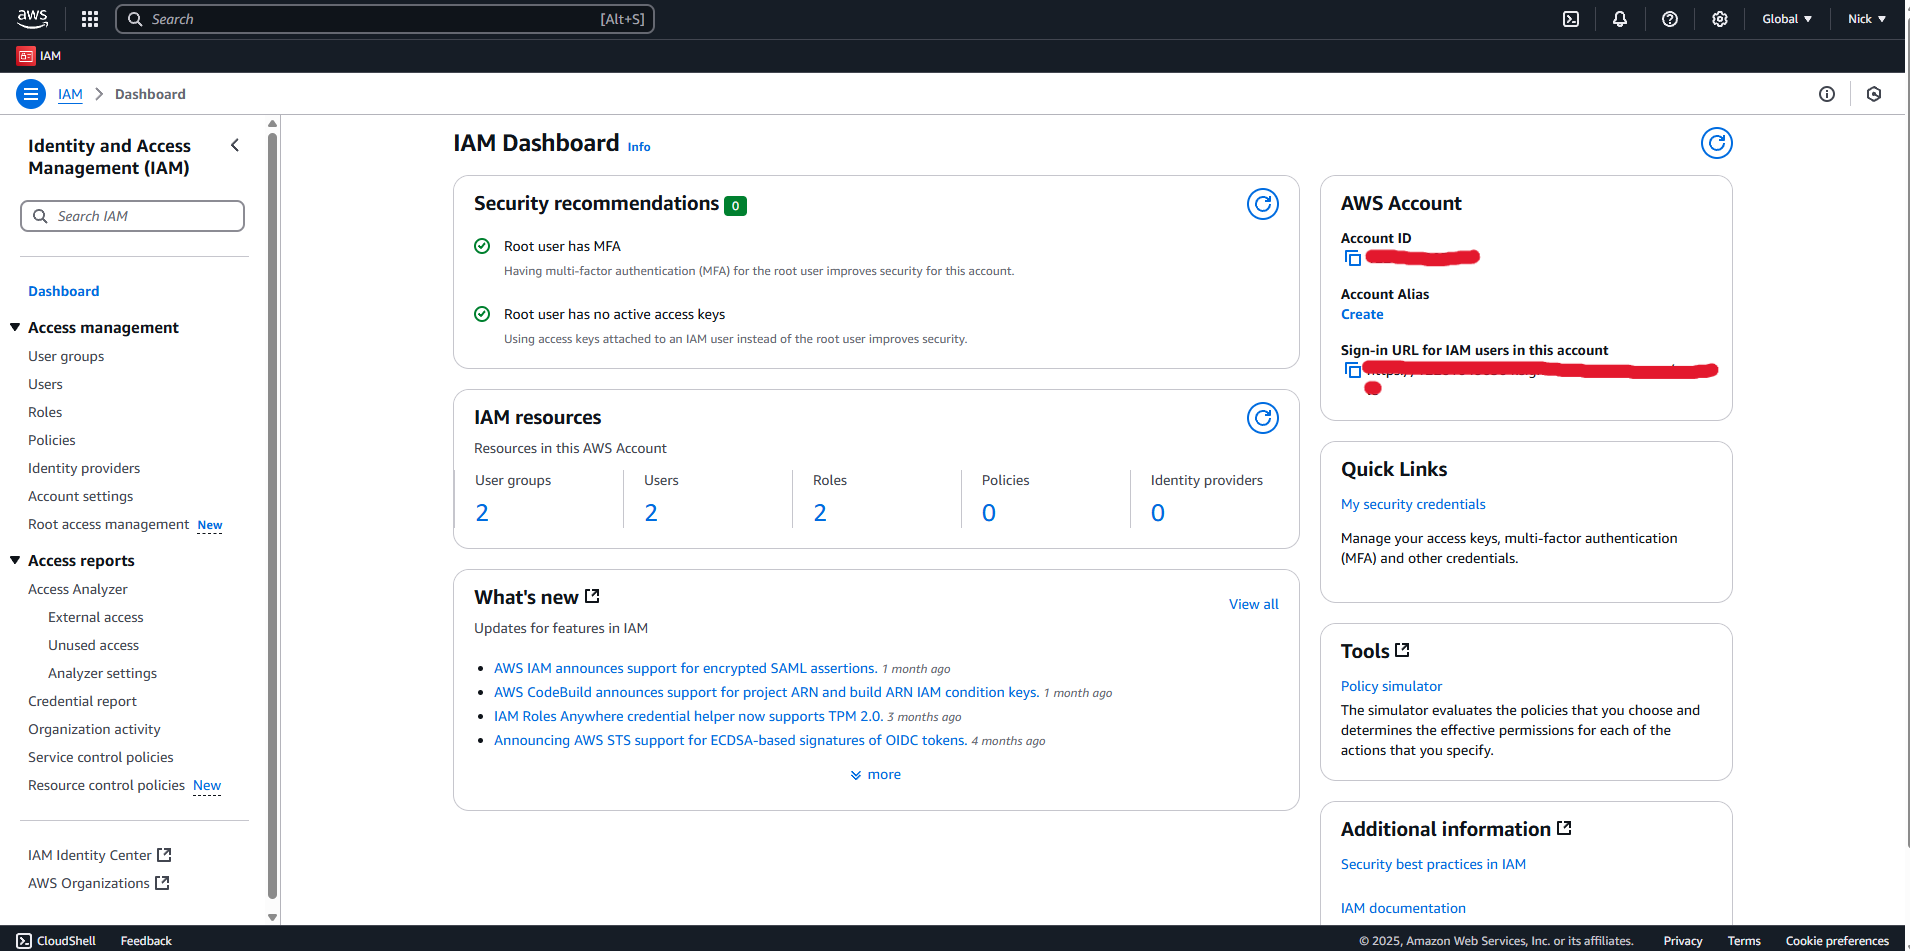 aws
Search [Alt+S]
Global
Nick
IAM
IAM
Dashboard
Identity and Access
Management (IAM)
Search IAM
Dashboard
Access management
User groups
Users
Roles
Policies
Identity providers
Account settings
Root access management New
Access reports
Access Analyzer
External access
Unused access
Analyzer settings
Credential report
Organization activity
Service control policies
Resource control policies New
IAM Identity Center
AWS Organizations
IAM Dashboard Info
Security recommendations 0
Root user has MFA
Having multi-factor authentication (MFA) for the root user improves security for this account.
Root user has no active access keys
Using access keys attached to an IAM user instead of the root user improves security.
IAM resources
Resources in this AWS Account
User groups
2
Users
2
Roles
2
Policies
0
Identity providers
0
What's new
View all
Updates for features in IAM
AWS IAM announces support for encrypted SAML assertions. 1 month ago
AWS CodeBuild announces support for project ARN and build ARN IAM condition keys. 1 month ago
IAM Roles Anywhere credential helper now supports TPM 2.0. 3 months ago
Announcing AWS STS support for ECDSA-based signatures of OIDC tokens. 4 months ago
more
AWS Account
Account ID
Account Alias
Create
Sign-in URL for IAM users in this account
Quick Links
My security credentials
Manage your access keys, multi-factor authentication
(MFA) and other credentials.
Tools
Policy simulator
The simulator evaluates the policies that you choose and
determines the effective permissions for each of the
actions that you specify.
Additional information
Security best practices in IAM
IAM documentation
CloudShell
Feedback
© 2025, Amazon Web Services, Inc. or its affiliates.
Privacy
Terms
Cookie preferences